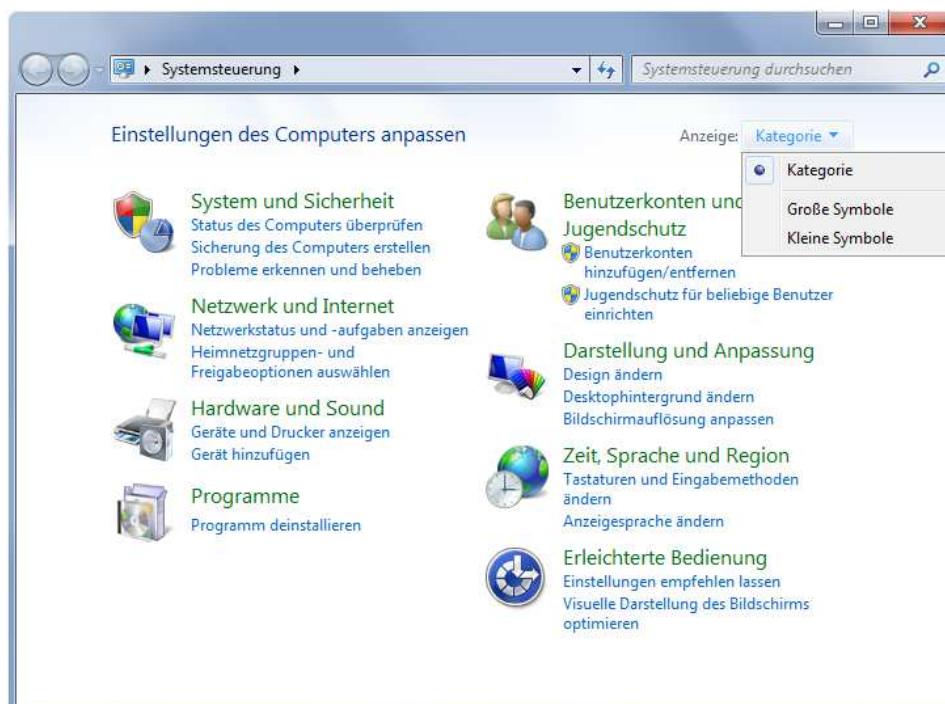 Systemsteuerung
Systemsteuerung durchsuchen
Einstellungen des Computers anpassen
Anzeige: Kategorie
Kategorie
Große Symbole
Kleine Symbole
System und Sicherheit
Status des Computers überprüfen
Sicherung des Computers erstellen
Probleme erkennen und beheben
Netzwerk und Internet
Netzwerkstatus und -aufgaben anzeigen
Heimnetzgruppen- und
Freigabeoptionen auswählen
Hardware und Sound
Geräte und Drucker anzeigen
Gerät hinzufügen
Programme
Programm deinstallieren
Benutzerkonten und
Jugendschutz
Benutzerkonten
hinzufügen/entfernen
Jugendschutz für beliebige Benutzer
einrichten
Darstellung und Anpassung
Design ändern
Desktophintergrund ändern
Bildschirmauflösung anpassen
Zeit, Sprache und Region
Tastaturen und Eingabemethoden
ändern
Anzeigesprache ändern
Erleichterte Bedienung
Einstellungen empfehlen lassen
Visuelle Darstellung des Bildschirms
optimieren